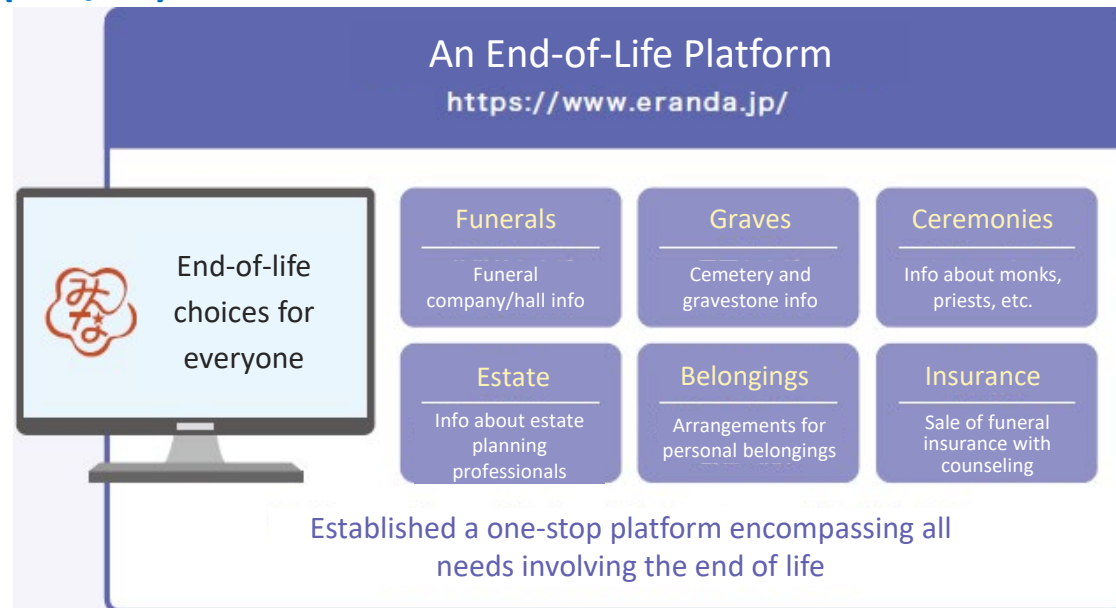 An End-of-Life Platform
https://www.eranda.jp/
みな
End-of-life
choices for
everyone
Funerals
Funeral
company/hall info
Graves
Cemetery and
gravestone info
Ceremonies
Info about monks,
priests, etc.
Estate
Info about estate
planning
professionals
Belongings
Arrangements for
personal belongings
Insurance
Sale of funeral
insurance with
counseling
Established a one-stop platform encompassing all
needs involving the end of life